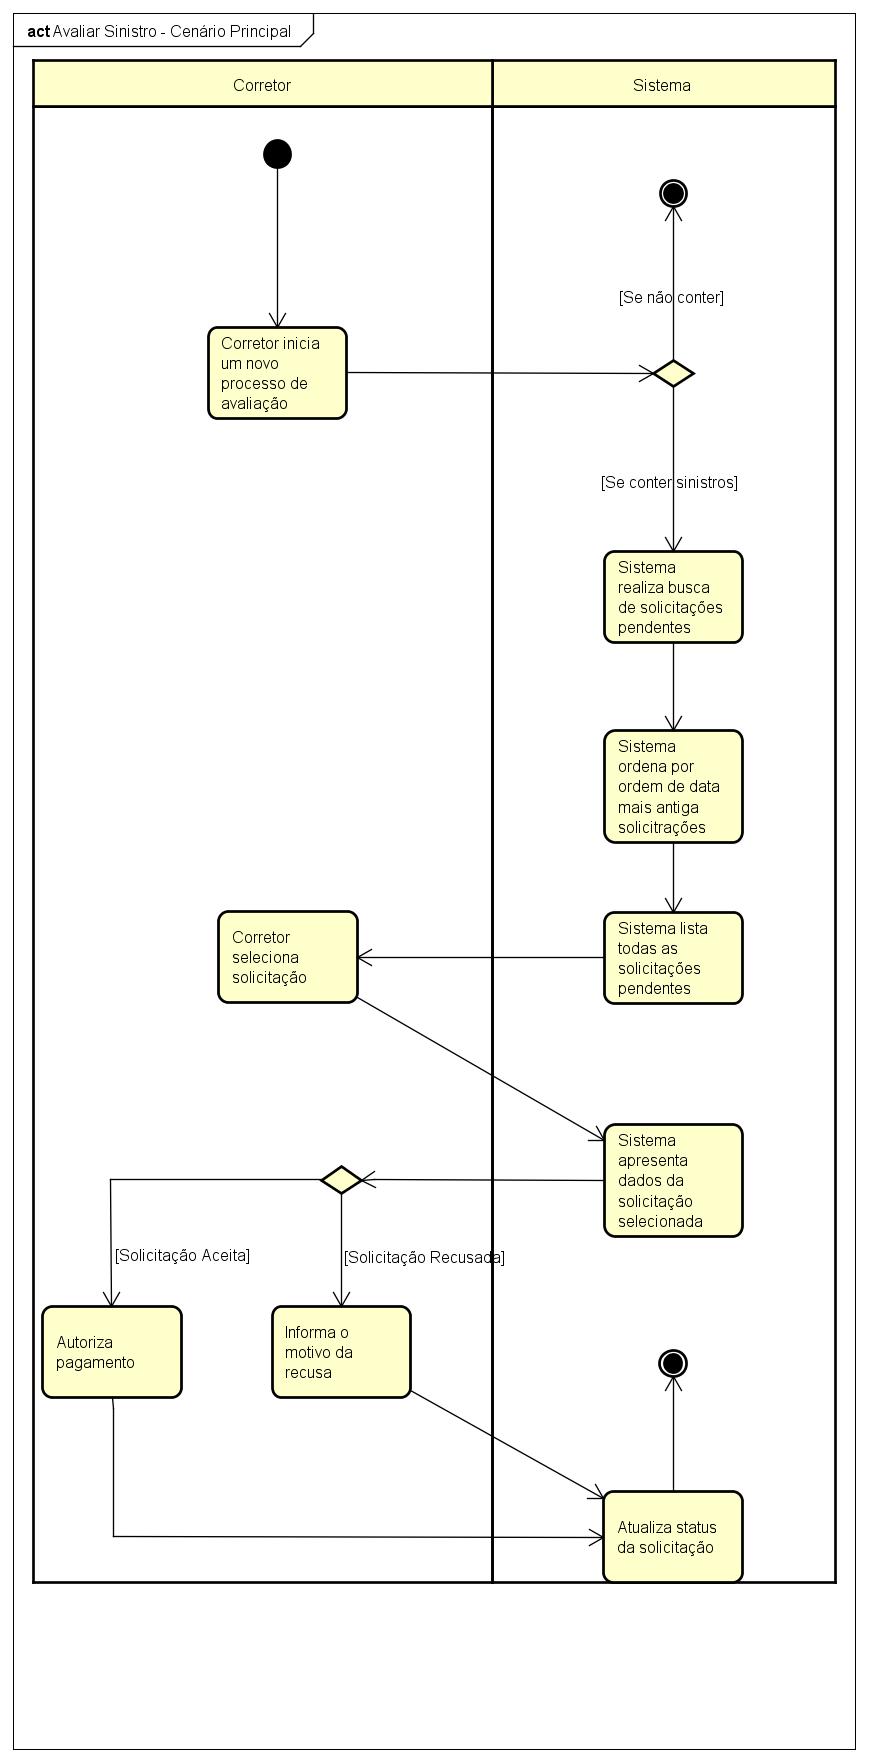 act Avaliar Sinistro - Cenário Principal
Corretor
Sistema
[Se não conter]
Corretor inicia
um novo
processo de
avaliação
[Se conter sinistros]
Sistema
realiza busca
de solicitações
pendentes
Sistema
ordena por
ordem de data
mais antiga
solicitrações
Sistema lista
todas as
solicitações
pendentes
Corretor
seleciona
solicitação
Sistema
apresenta
dados da
solicitação
selecionada
[Solicitação Aceita]
[Solicitação Recusada]
Autoriza
pagamento
Informa o
motivo da
recusa
Atualiza status
da solicitação